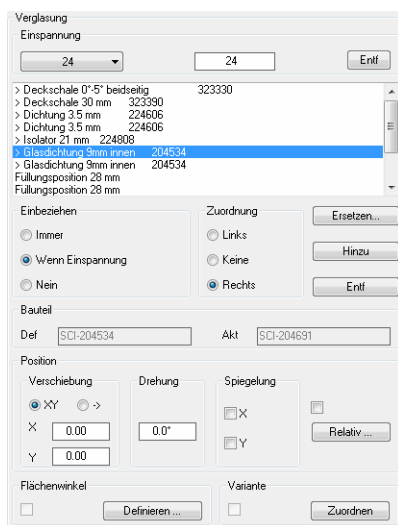 Verglasung
Einspannung
24 24 Entf
> Deckschale 0°-5° beidseitig 323330
> Deckschale 30 mm 323390
> Dichtung 3.5 mm 224606
> Dichtung 3.5 mm 224606
> Isolator 21 mm 224808
> Glasdichtung 9mm innen 204534
> Glasdichtung 9mm innen 204534
Füllungsposition 28 mm
Füllungsposition 28 mm
Einbeziehen Zuordnung Ersetzen...
Immer Links
Wenn Einspannung Keine Hinzu
Nein Rechts Entf
Bauteil
Def SCI-204534 Akt SCI-204691
Position
Verschiebung Drehung Spiegelung
XY -> X
X 0.00 0.0° Relativ ...
Y 0.00 Y
Flächenwinkel Variante
Definieren ... Zuordnen